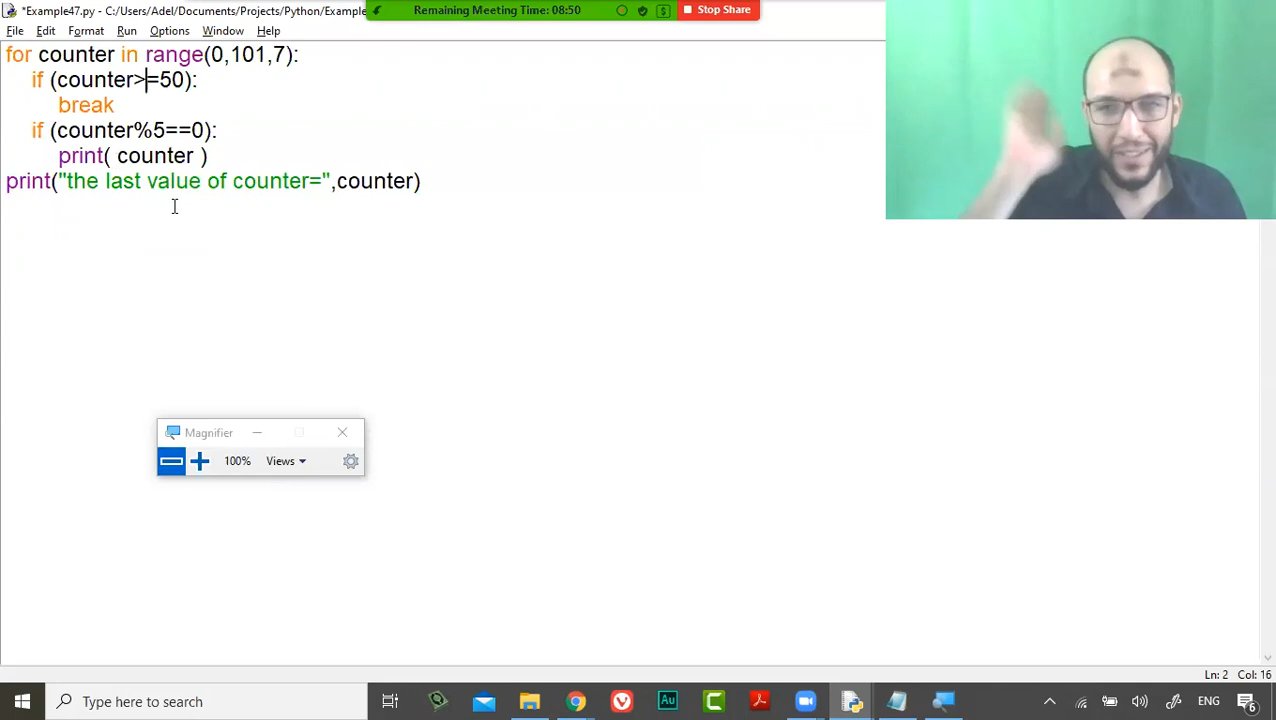 *Example47.py - C:/Users/Adel/Documents/Projects/Python/Example
Remaining Meeting Time: 08:50
Stop Share
File Edit Format Run Options Window Help
for counter in range(0,101,7):
if (counter>=50):
break
if (counter%5==0):
print( counter )
print("the last value of counter=",counter)
Magnifier
100% Views
Ln: 2 Col: 16
Type here to search
Au
ENG
6